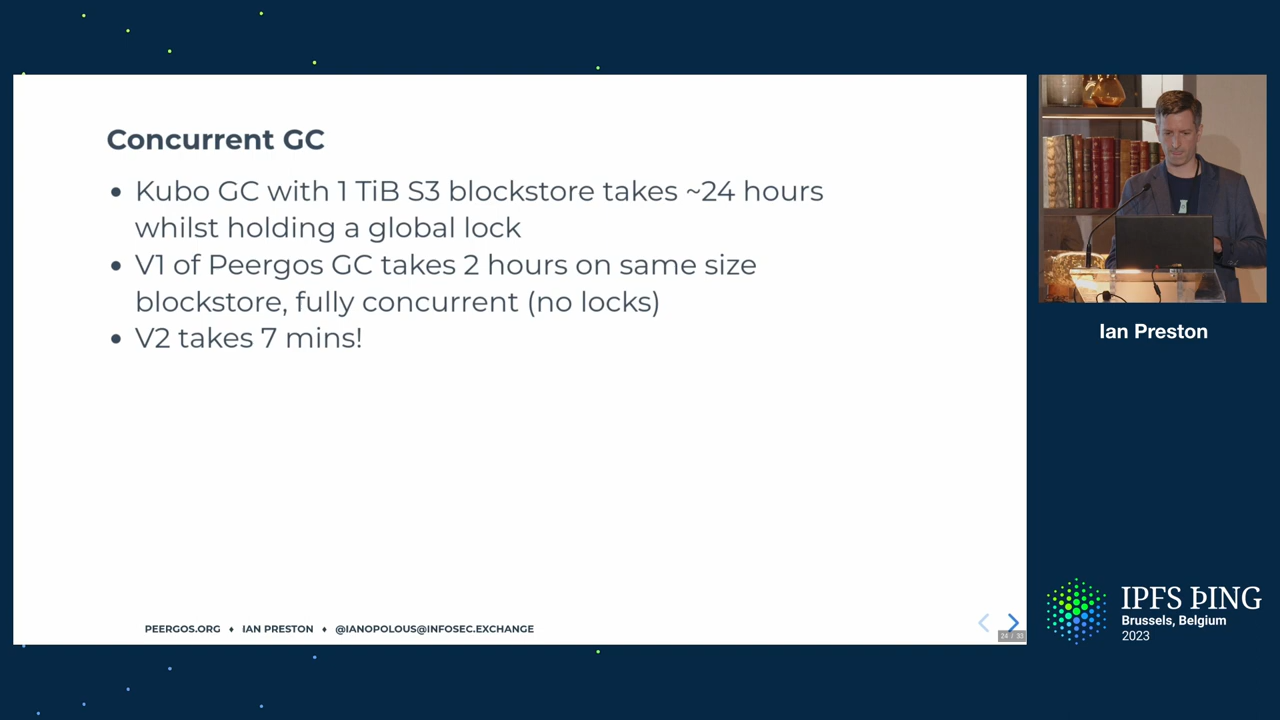 Concurrent GC
• Kubo GC with 1 TiB S3 blockstore takes ~24 hours
whilst holding a global lock
• V1 of Peergos GC takes 2 hours on same size
blockstore, fully concurrent (no locks)
• V2 takes 7 mins!
PEERGOS.ORG ♦ IAN PRESTON ♦ @IANOPOLOUS@INFOSEC.EXCHANGE
24 / 33
Ian Preston
IPFS ÞING
Brussels, Belgium
2023